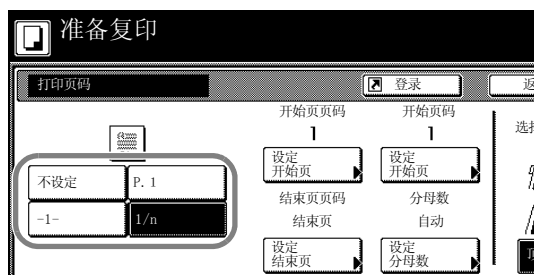 准备复印
打印页码
登录
返
开始页页码
开始页码
1
1
选择
设定
开始页
设定
开始页
不设定
P. 1
结束页页码
分母数
-1-
1/n
结束页
自动
设定
结束页
设定
分母数